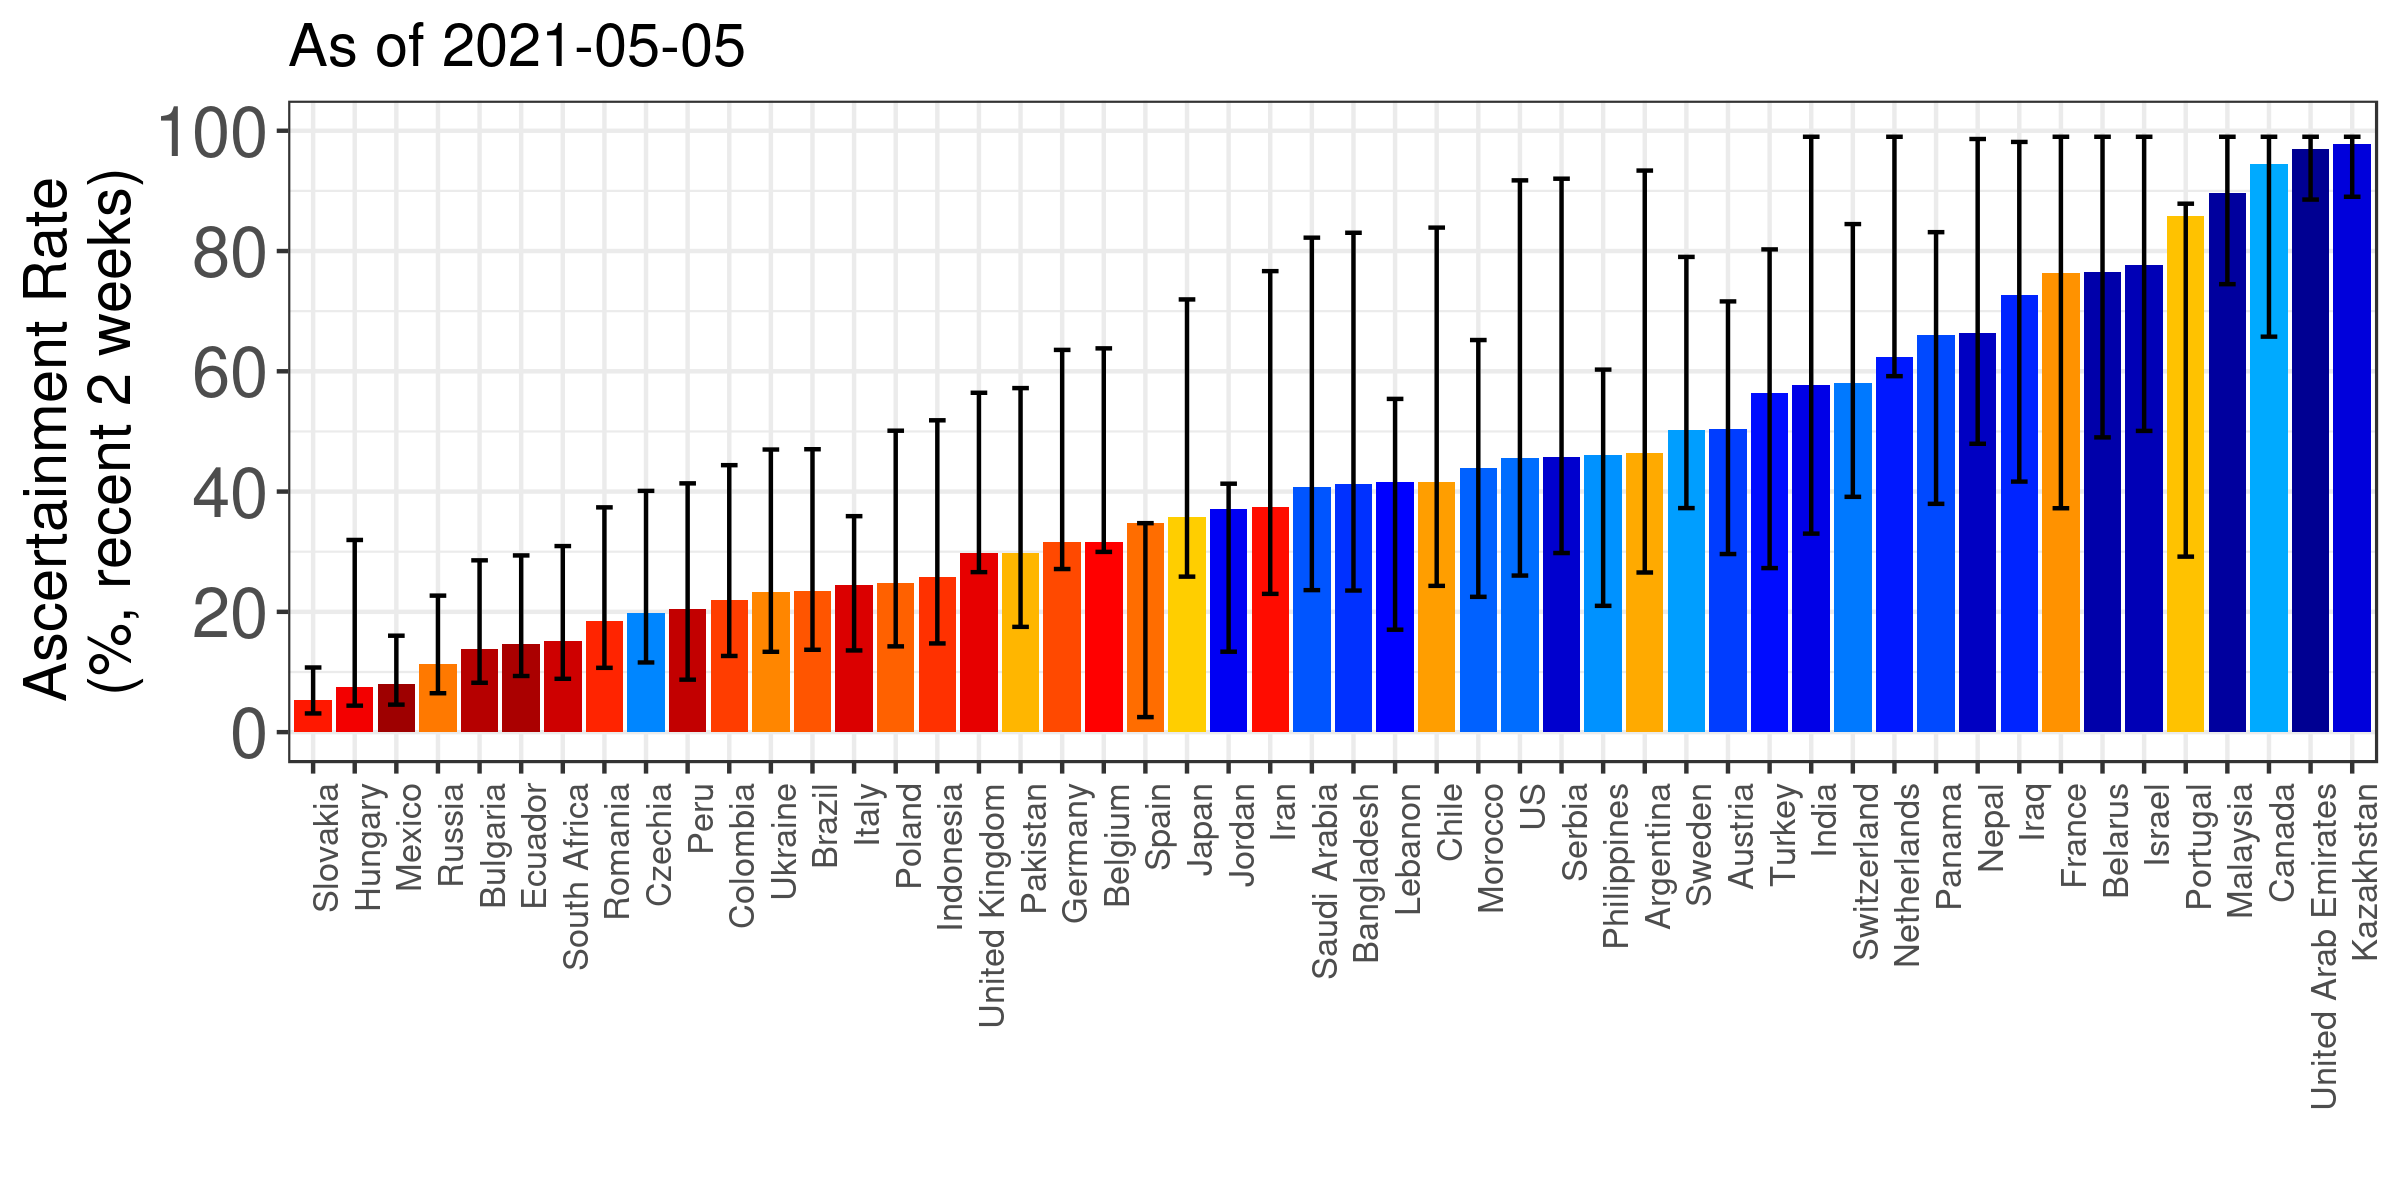 As of 2021-05-05
Ascertainment Rate
(%, recent 2 weeks)
100
80
60
40
20
0
Slovakia
Hungary
Mexico
Russia
Bulgaria
Ecuador
South Africa
Romania
Czechia
Peru
Colombia
Ukraine
Brazil
Italy
Poland
Indonesia
United Kingdom
Pakistan
Germany
Belgium
Spain
Japan
Jordan
Iran
Saudi Arabia
Bangladesh
Lebanon
Chile
Morocco
US
Serbia
Philippines
Argentina
Sweden
Austria
Turkey
India
Switzerland
Netherlands
Panama
Nepal
Iraq
France
Belarus
Israel
Portugal
Malaysia
Canada
United Arab Emirates
Kazakhstan